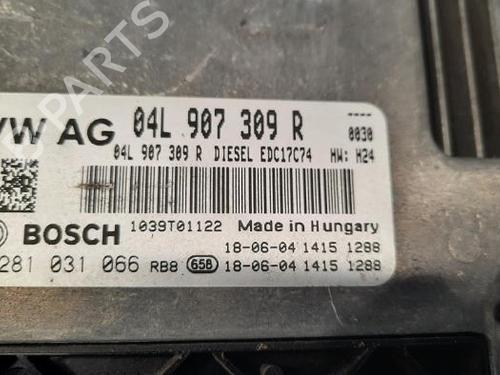 VW AG 04L 907 309 R ----
0030
04L 907 309 R DIESEL EDC17C74 HW: H24
BOSCH 1039T01122 Made in Hungary
18-06-04 1415 1288
281 031 066 RB8 65B 18-06-04 1415 1288